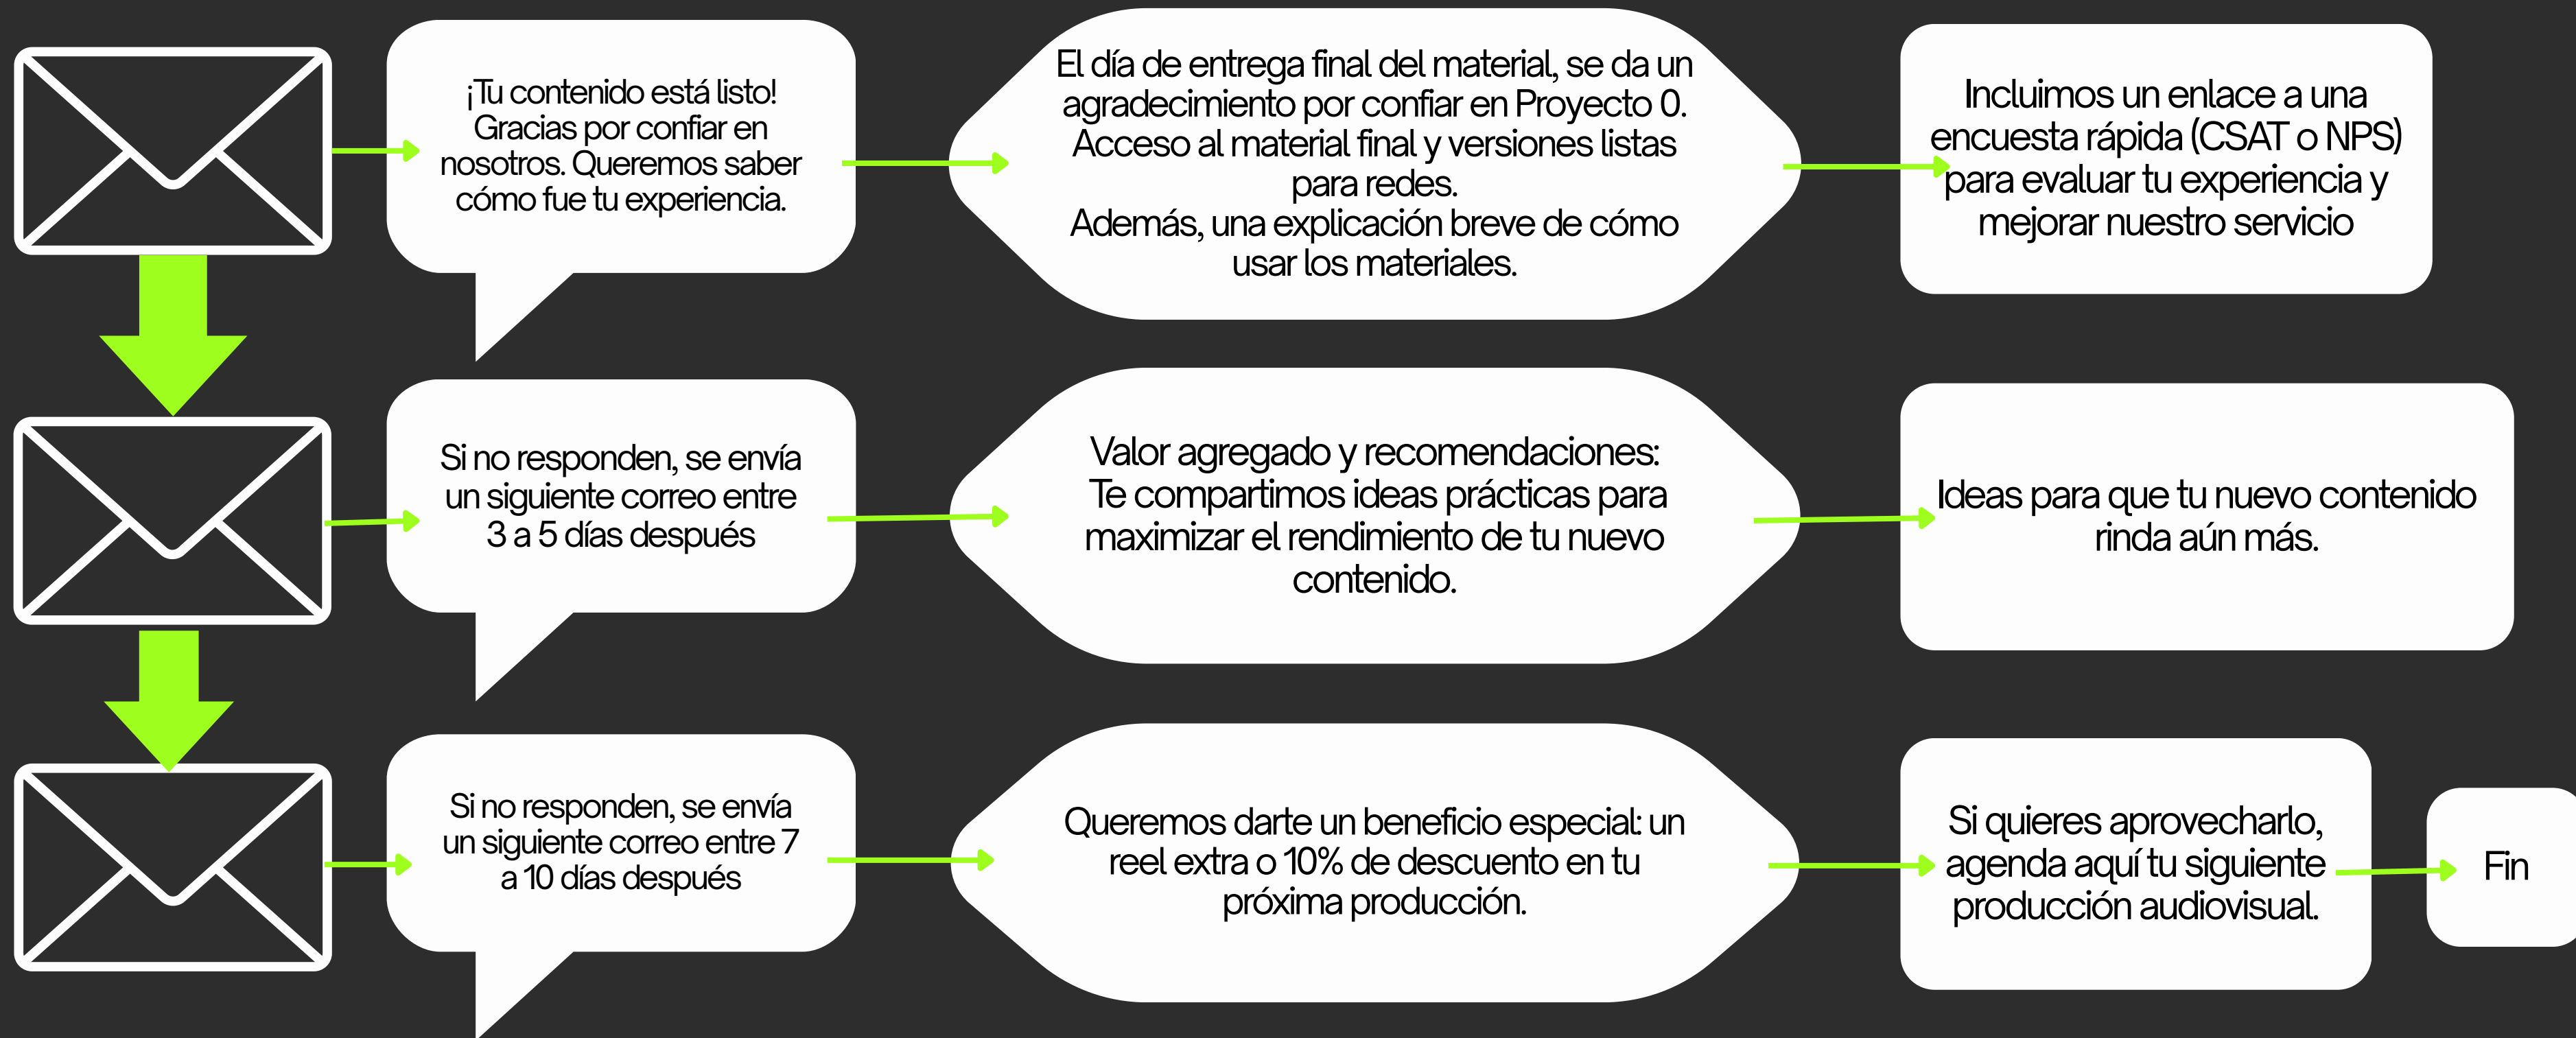 ¡Tu contenido está listo!
Gracias por confiar en
nosotros. Queremos saber
cómo fue tu experiencia.
El día de entrega final del material, se da un
agradecimiento por confiar en Proyecto 0.
Acceso al material final y versiones listas
para redes.
Además, una explicación breve de cómo
usar los materiales.
Incluimos un enlace a una
encuesta rápida (CSAT o NPS)
para evaluar tu experiencia y
mejorar nuestro servicio
Si no responden, se envía
un siguiente correo entre
3 a 5 días después
Valor agregado y recomendaciones:
Te compartimos ideas prácticas para
maximizar el rendimiento de tu nuevo
contenido.
Ideas para que tu nuevo contenido
rinda aún más.
Si no responden, se envía
un siguiente correo entre 7
a 10 días después
Queremos darte un beneficio especial: un
reel extra o 10% de descuento en tu
próxima producción.
Si quieres aprovecharlo,
agenda aquí tu siguiente
producción audiovisual.
Fin